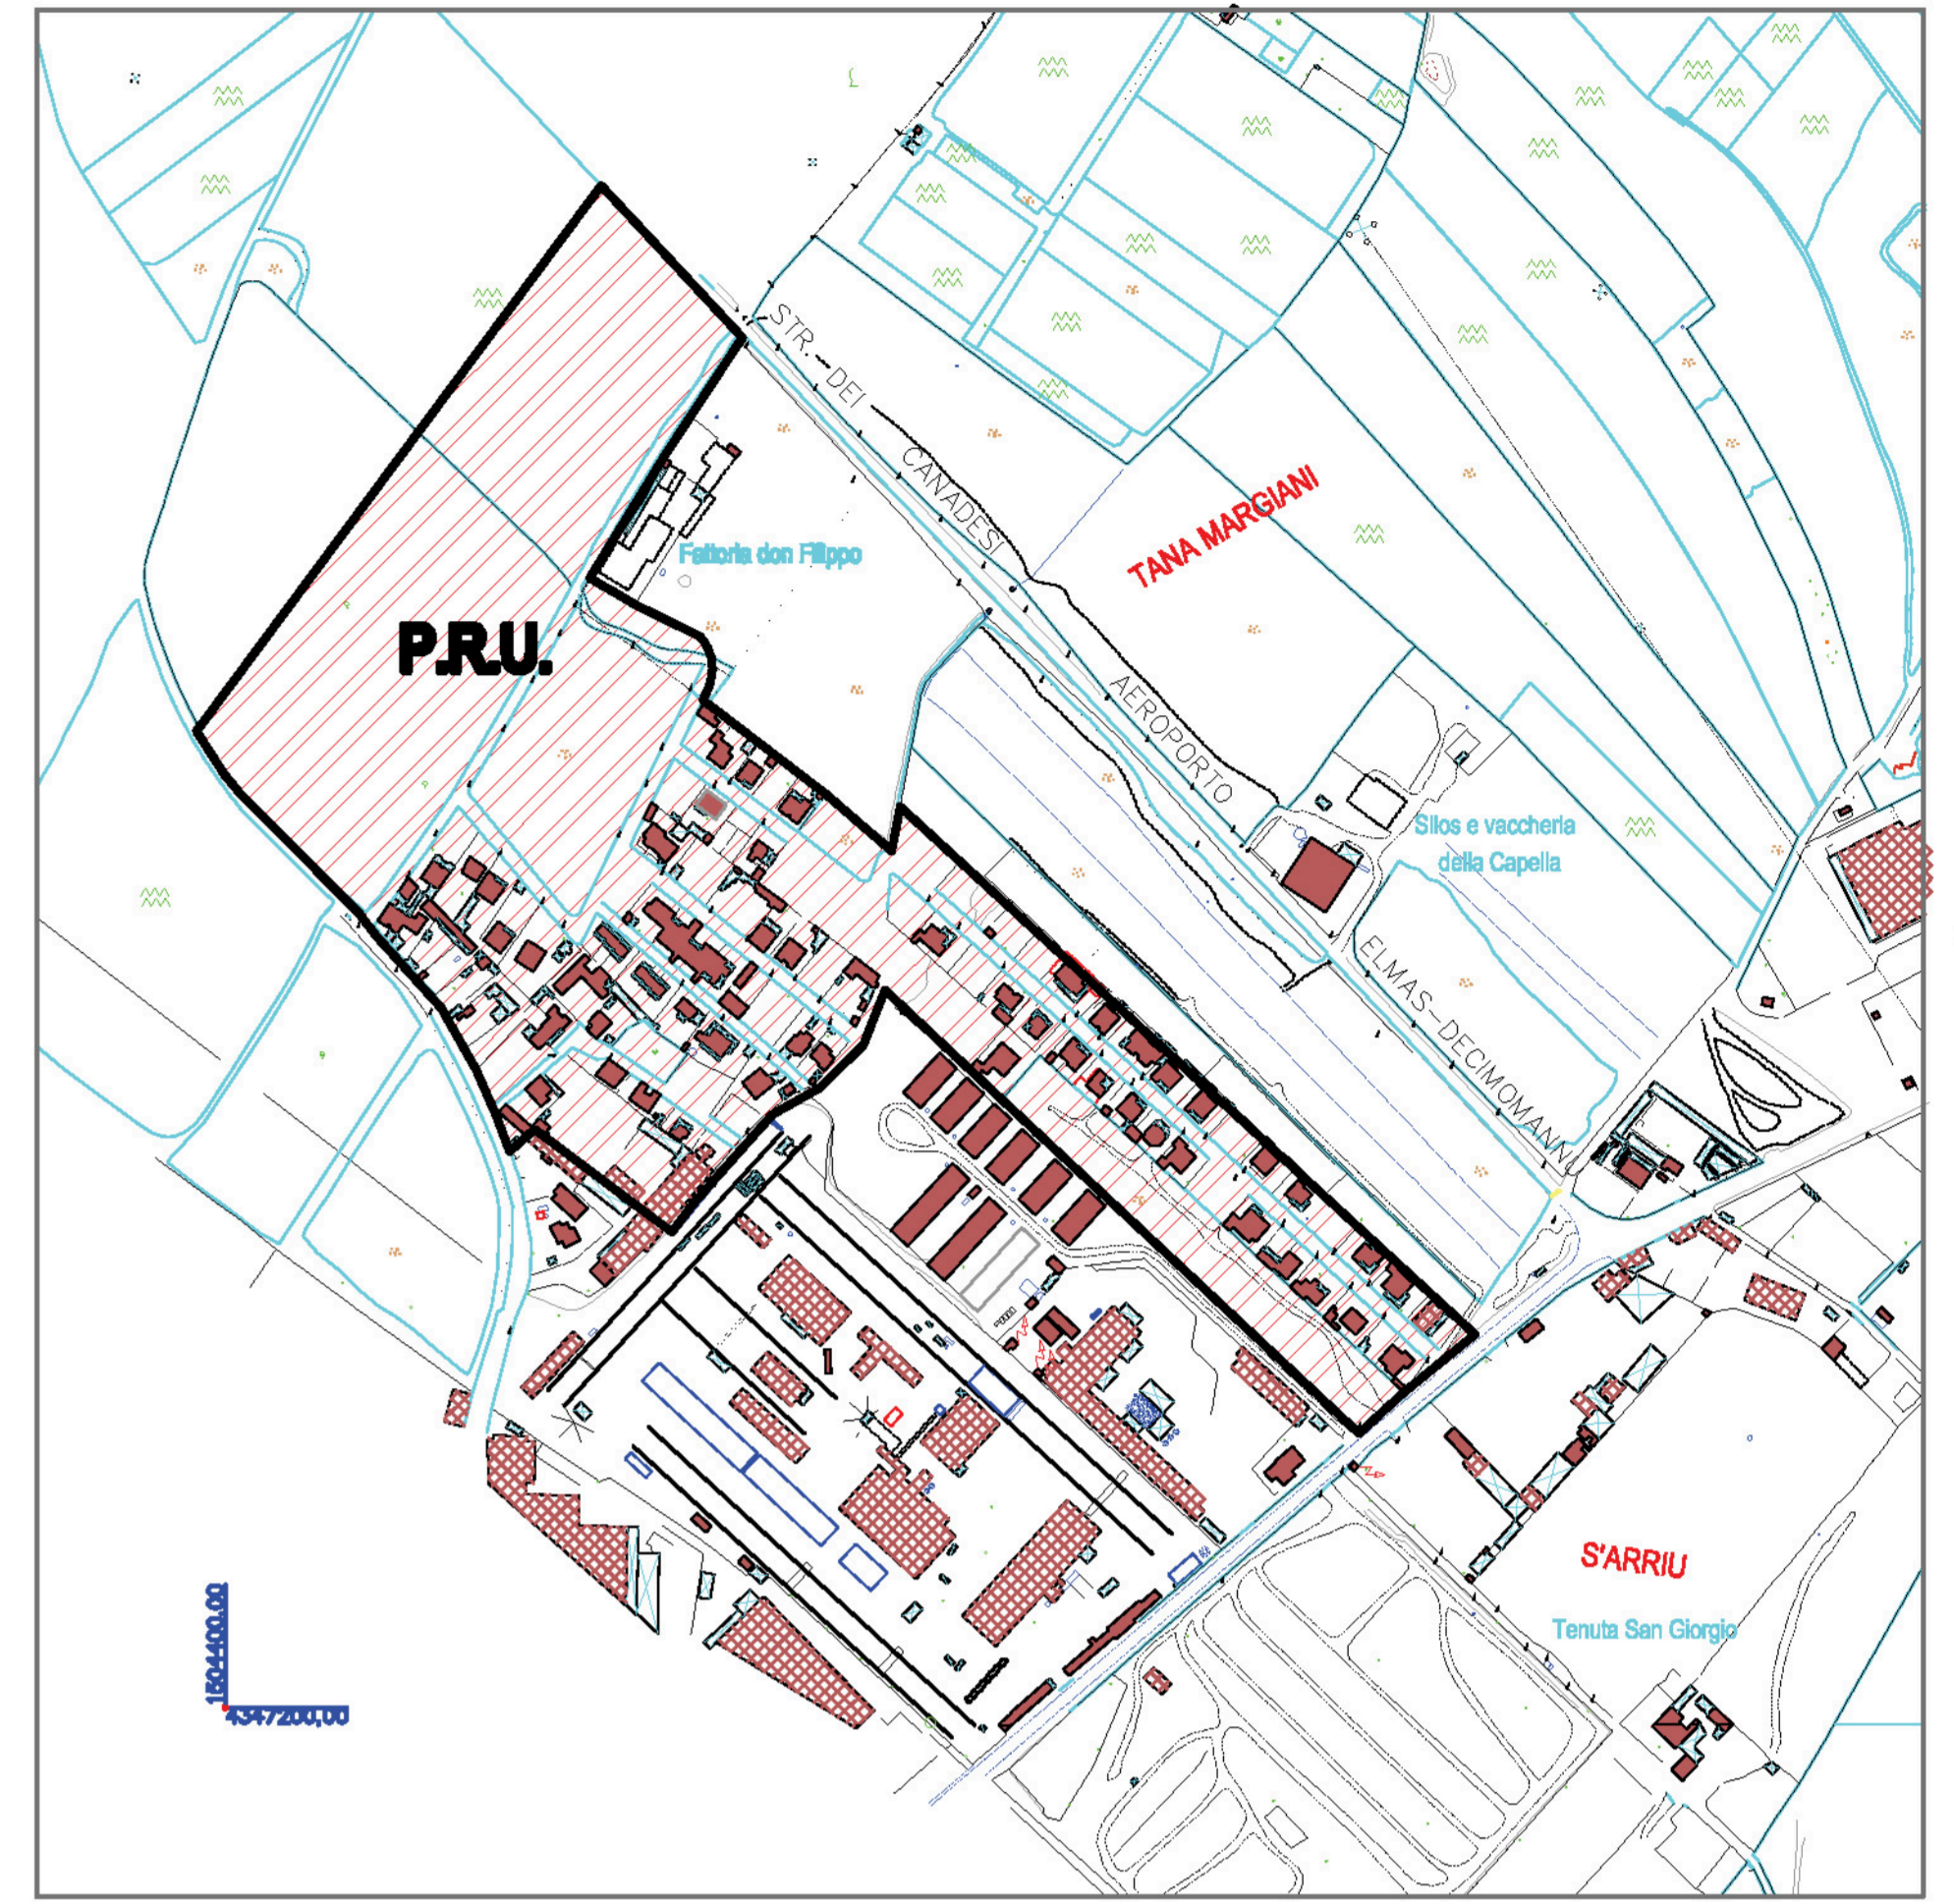 STR. DEI CANADESI AEROPORTO ELMAS-DECIMOMANN
TANA MARGIANI
Fattoria don Filippo
P.R.U.
Silos e vaccheria
della Capella
S'ARRIU
Tenuta San Giorgio
1504400.00
4347200,00